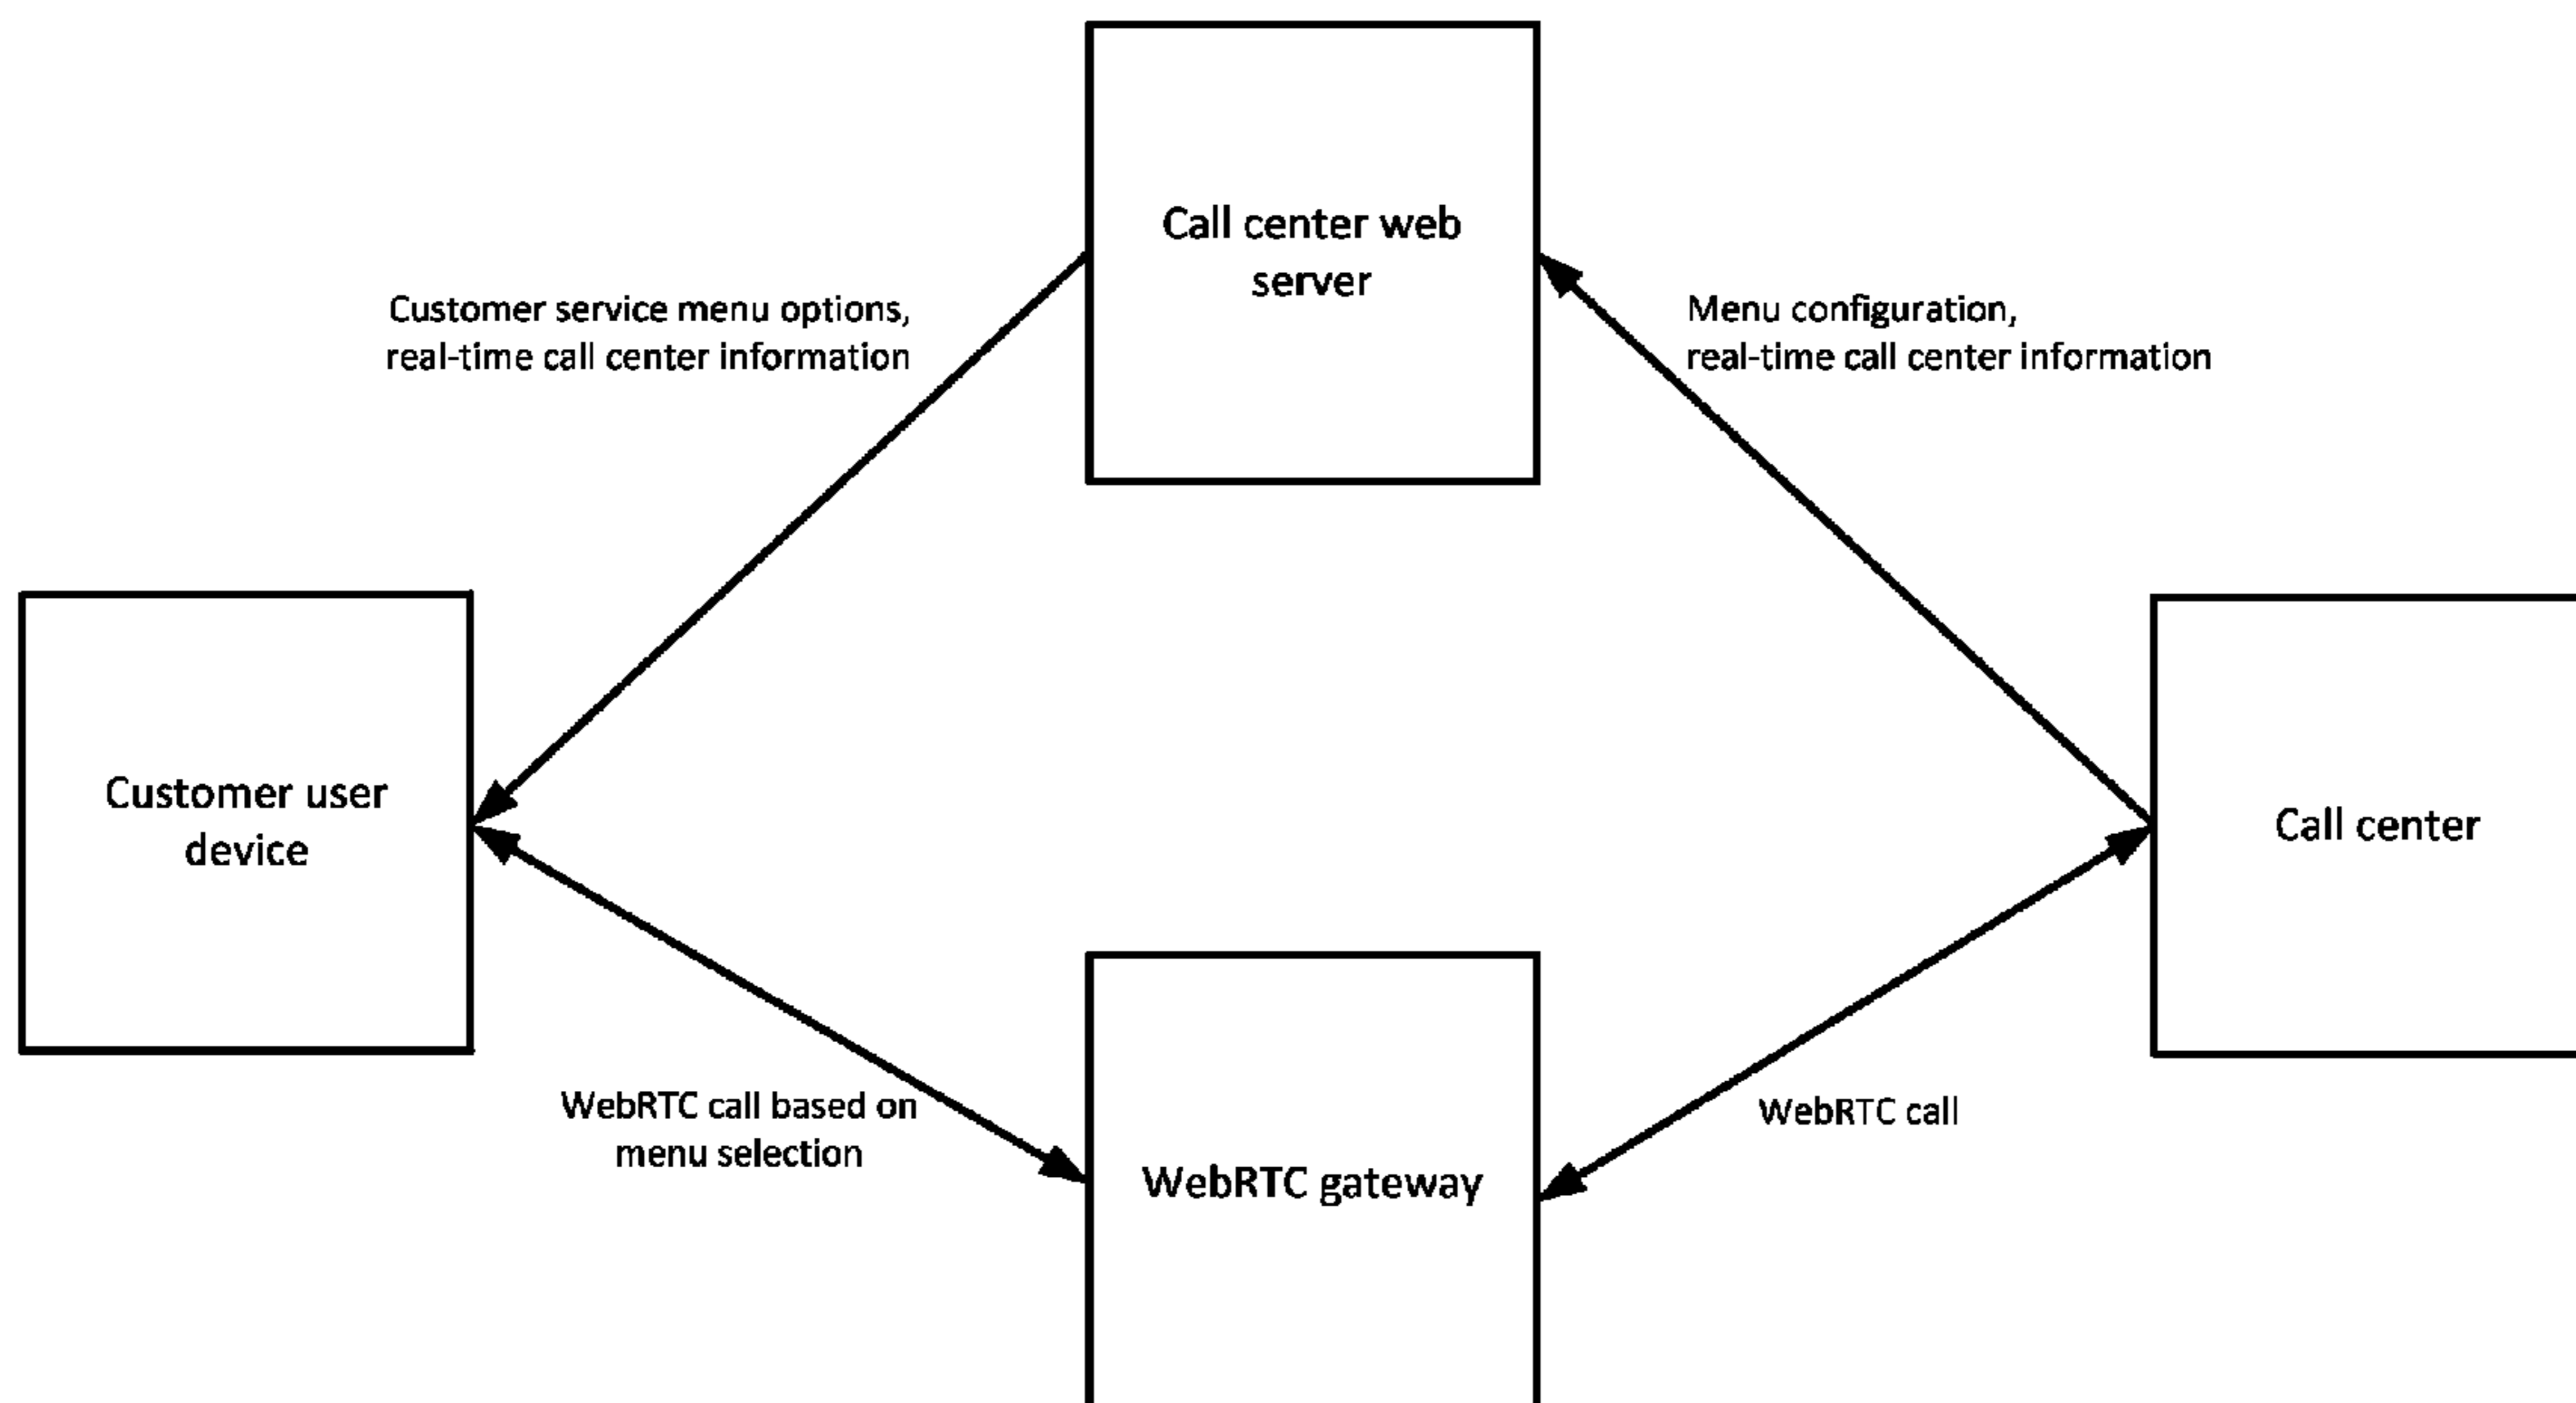 Call center web
server
Customer service menu options,
real-time call center information
Menu configuration,
real-time call center information
Customer user
device
Call center
WebRTC call based on
menu selection
WebRTC call
WebRTC gateway